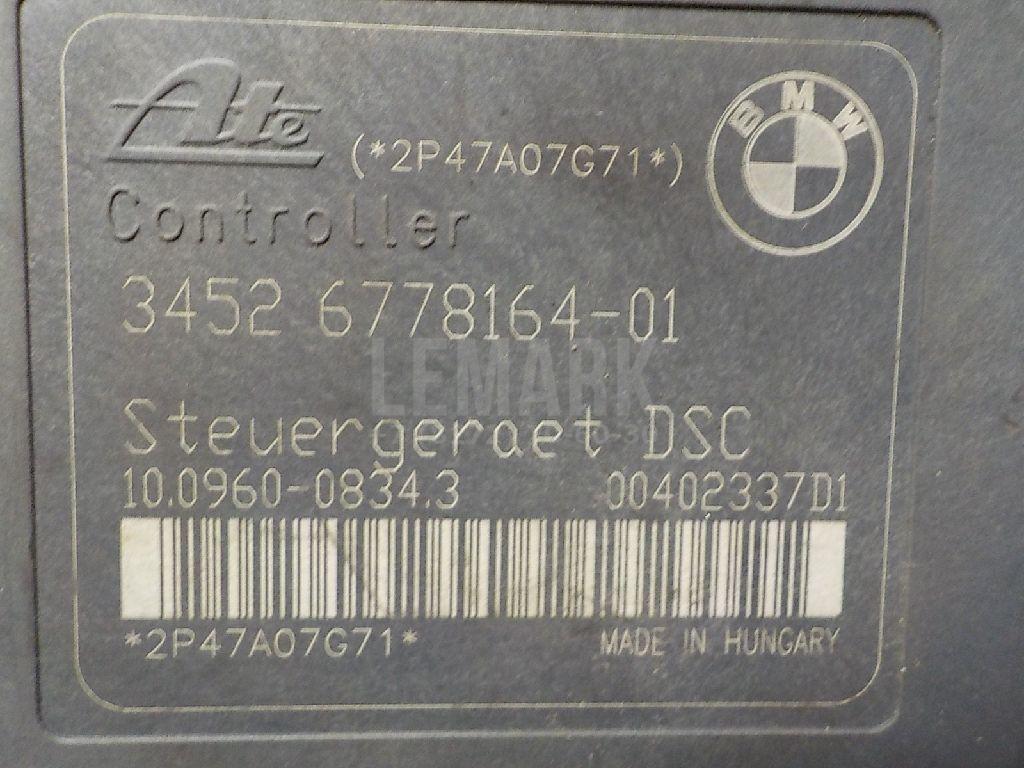 Ate
(*2P47A07G71*)
BMW
Controller
3452 6778164-01
LEMARK
Steuergeraet DSC
10.0960-0834.3 00402337D1
*2P47A07G71* MADE IN HUNGARY